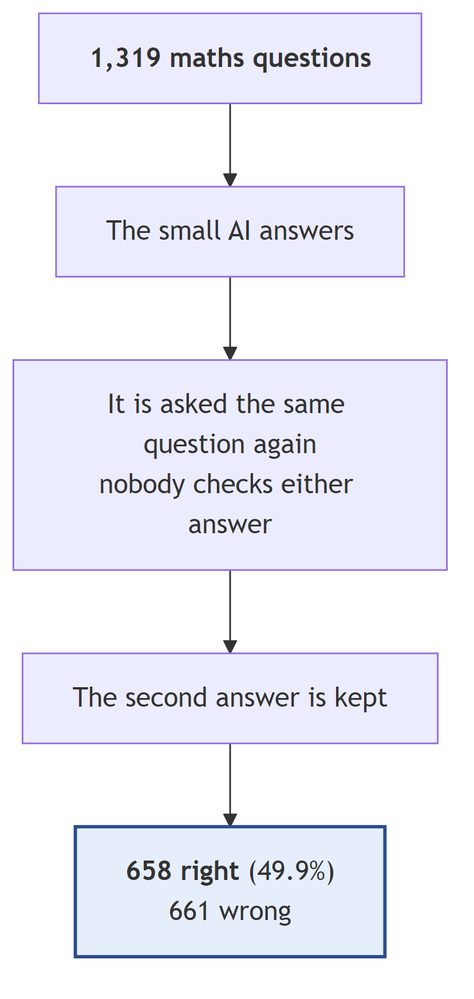 1,319 maths questions
The small AI answers
It is asked the same
question again
nobody checks either
answer
The second answer is kept
658 right (49.9%)
661 wrong